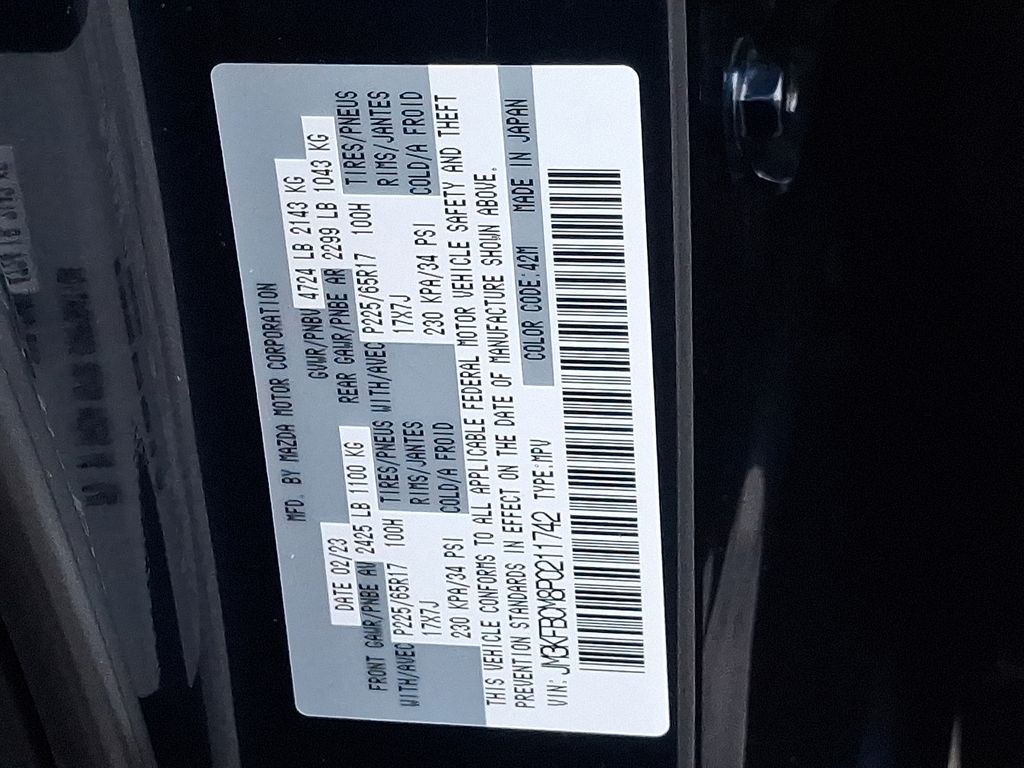 MFD. BY MAZDA MOTOR CORPORATION
DATE 02/23 GVWR/PNBV 4724 LB 2143 KG
FRONT GAWR/PNBE AV 2425 LB 1100 KG REAR GAWR/PNBE AR 2299 LB 1043 KG
WITH/AVEC P225/65R17 100H TIRES/PNEUS WITH/AVEC P225/65R17 100H TIRES/PNEUS
17X7J RIMS/JANTES 17X7J RIMS/JANTES
230 KPA/34 PSI COLD/A FROID 230 KPA/34 PSI COLD/A FROID
THIS VEHICLE CONFORMS TO ALL APPLICABLE FEDERAL MOTOR VEHICLE SAFETY AND THEFT
PREVENTION STANDARDS IN EFFECT ON THE DATE OF MANUFACTURE SHOWN ABOVE.
VIN: JM3KFBCM8P0211742 TYPE:MPV COLOR CODE:42M MADE IN JAPAN